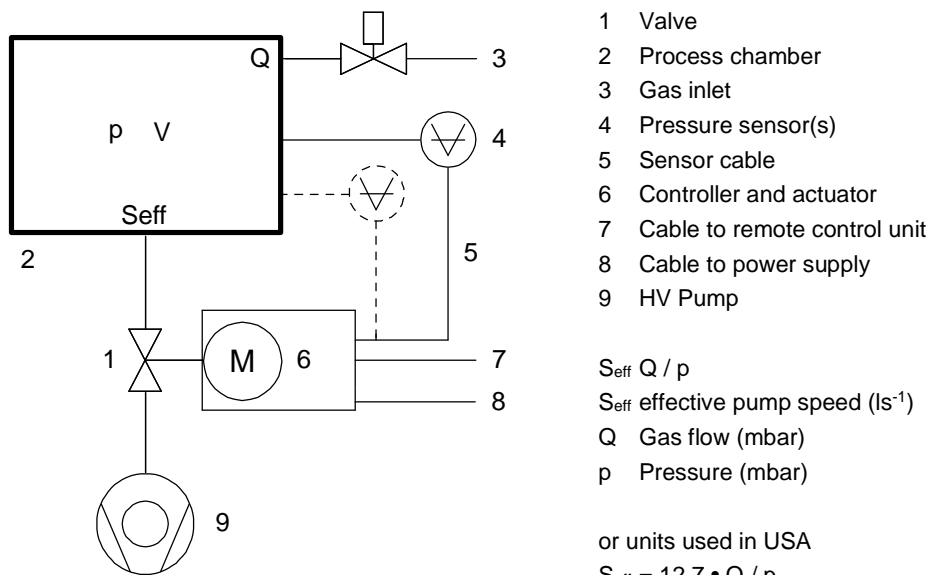 Q
3
p V
4
Seff
2
5
1
M
6
7
8
9
1 Valve
2 Process chamber
3 Gas inlet
4 Pressure sensor(s)
5 Sensor cable
6 Controller and actuator
7 Cable to remote control unit
8 Cable to power supply
9 HV Pump
Seff Q / p
Seff effective pump speed (ls-1)
Q Gas flow (mbar)
p Pressure (mbar)
or units used in USA
Seff = 12.7 • Q / p